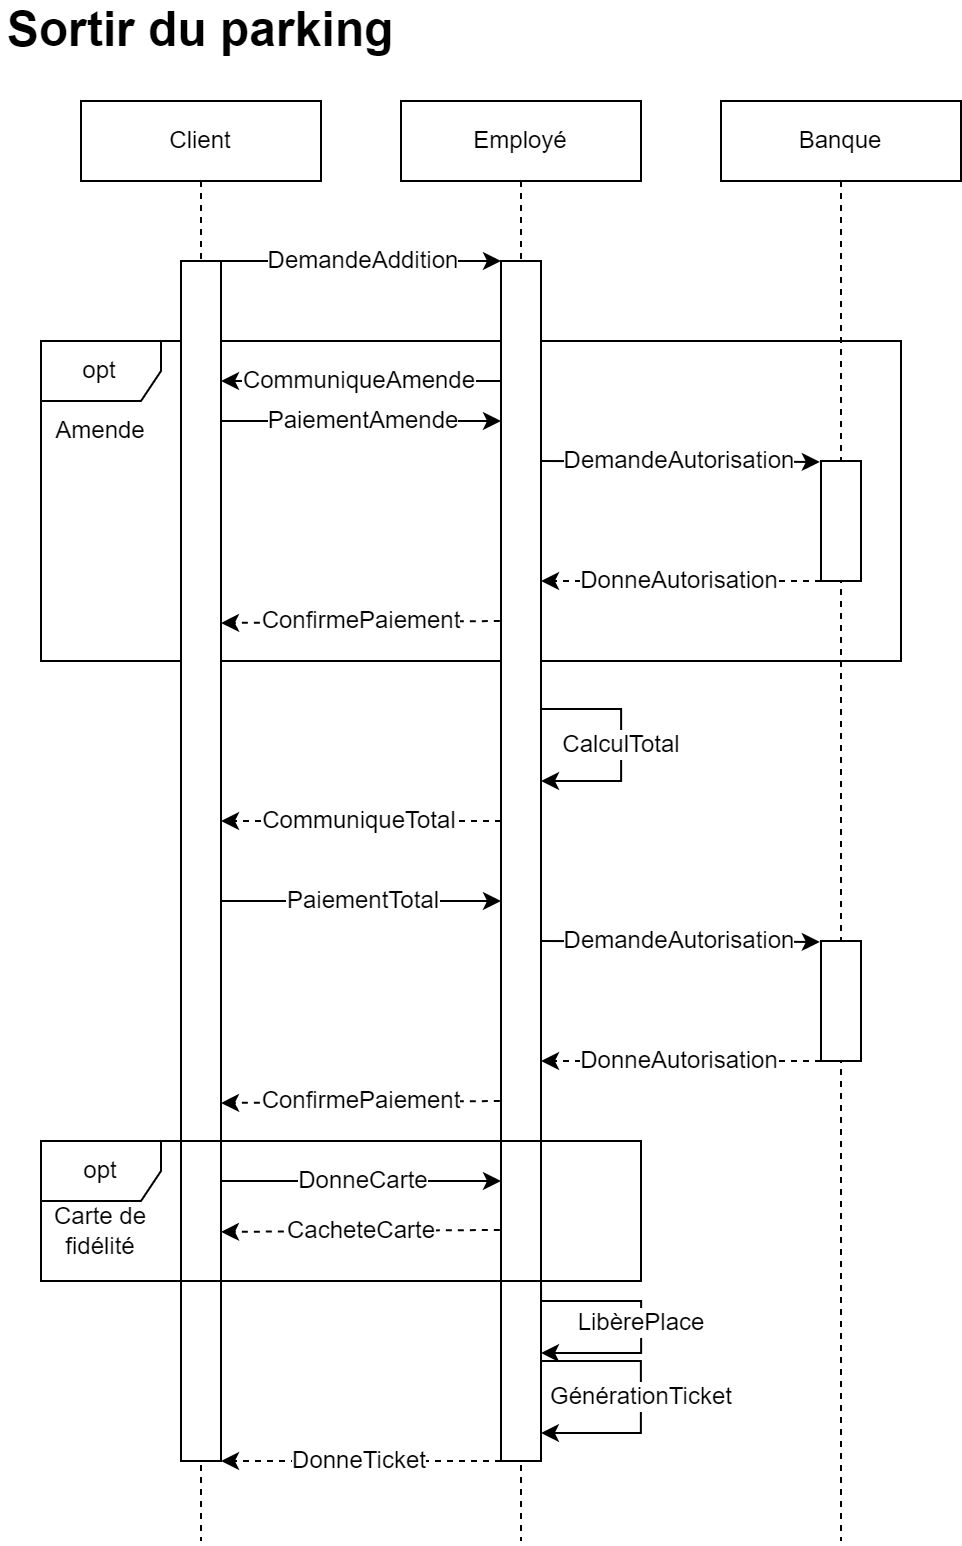 Sortir du parking
Client
Employé
Banque
DemandeAddition
opt
CommuniqueAmende
PaiementAmende
Amende
DemandeAutorisation
DonneAutorisation
ConfirmePaiement
CalculTotal
CommuniqueTotal
PaiementTotal
DemandeAutorisation
DonneAutorisation
ConfirmePaiement
opt
DonneCarte
Carte de
fidélité
CacheteCarte
LibèrePlace
GénérationTicket
DonneTicket